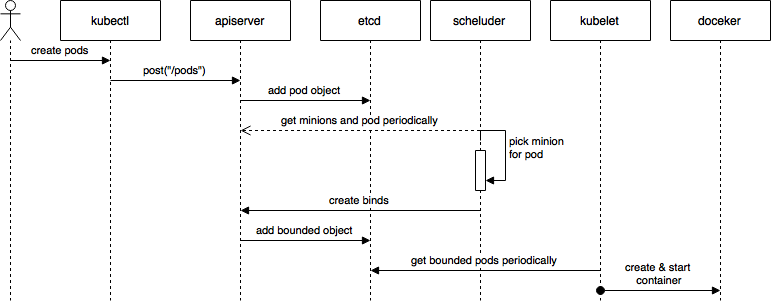 kubectl
apiserver
etcd
scheluder
kubelet
doceker
create pods
post("/pods")
add pod object
get minions and pod periodically
pick minion
for pod
create binds
add bounded object
get bounded pods periodically
create & start
container